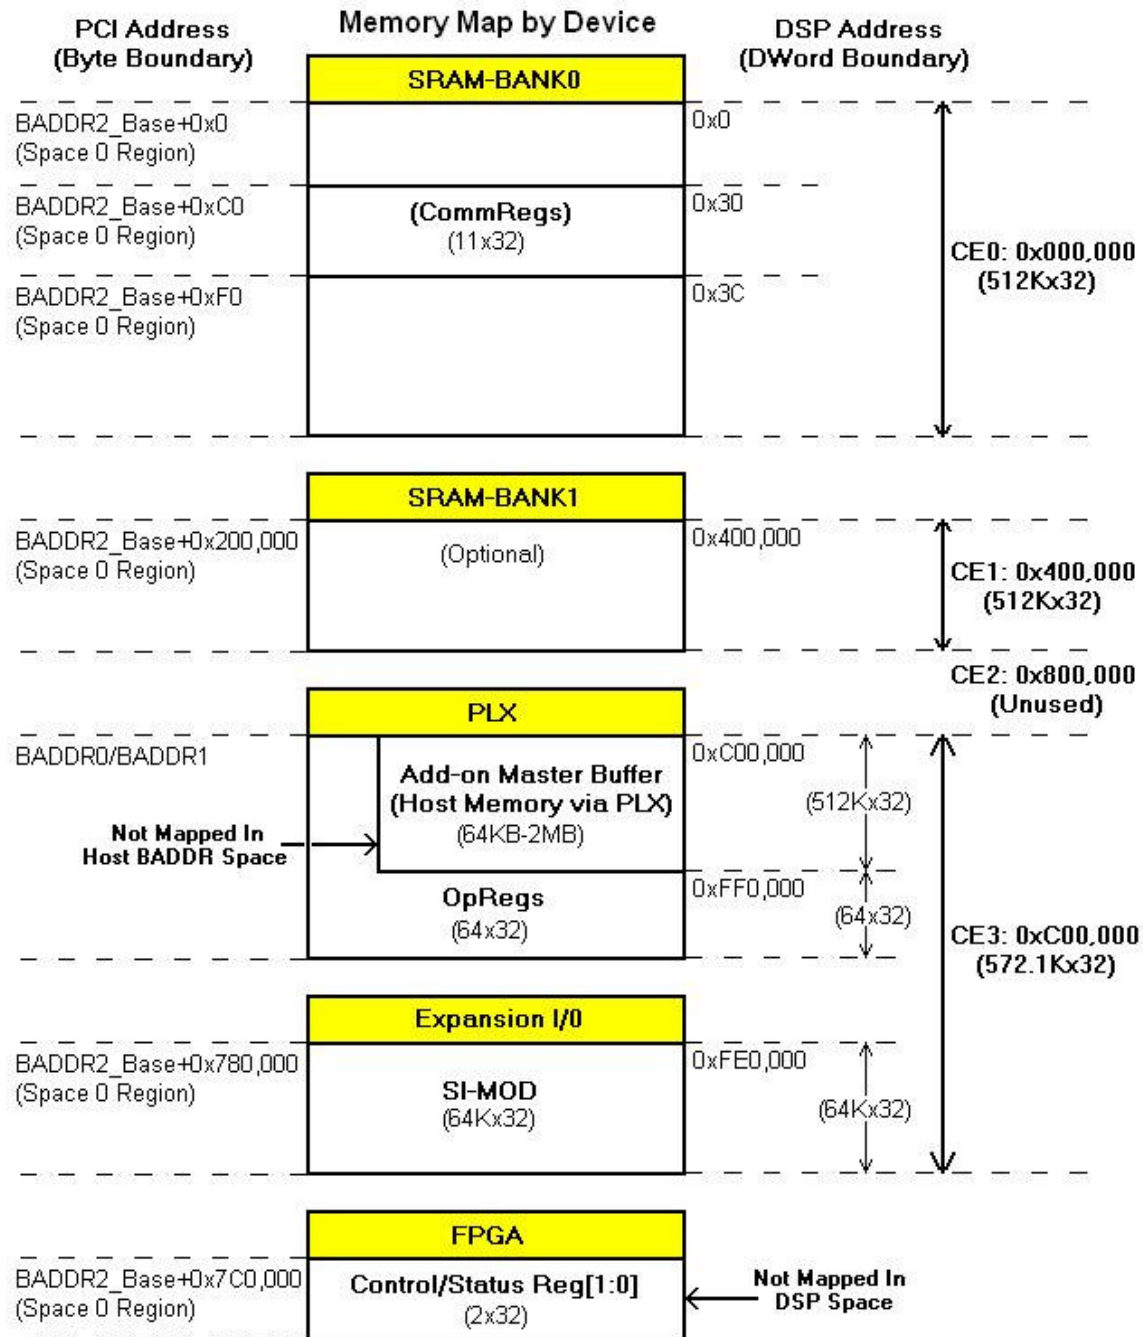 Memory Map by Device
PCI Address
(Byte Boundary)
DSP Address
(DWord Boundary)
SRAM-BANK0
BADDR2_Base+0x0
(Space 0 Region)
0x0
BADDR2_Base+0xC0
(Space 0 Region)
(CommRegs)
(11x32)
0x30
CE0: 0x000,000
(512Kx32)
BADDR2_Base+0xF0
(Space 0 Region)
0x3C
SRAM-BANK1
BADDR2_Base+0x200,000
(Space 0 Region)
(Optional)
0x400,000
CE1: 0x400,000
(512Kx32)
CE2: 0x800,000
(Unused)
PLX
BADDR0/BADDR1
0xC00,000
Add-on Master Buffer
(Host Memory via PLX)
(64KB-2MB)
(512Kx32)
Not Mapped In
Host BADDR Space
OpRegs
(64x32)
0xFF0,000
(64x32)
CE3: 0xC00,000
(572.1Kx32)
Expansion I/0
BADDR2_Base+0x780,000
(Space 0 Region)
SI-MOD
(64Kx32)
0xFE0,000
(64Kx32)
FPGA
BADDR2_Base+0x7C0,000
(Space 0 Region)
Control/Status Reg[1:0]
(2x32)
Not Mapped In
DSP Space